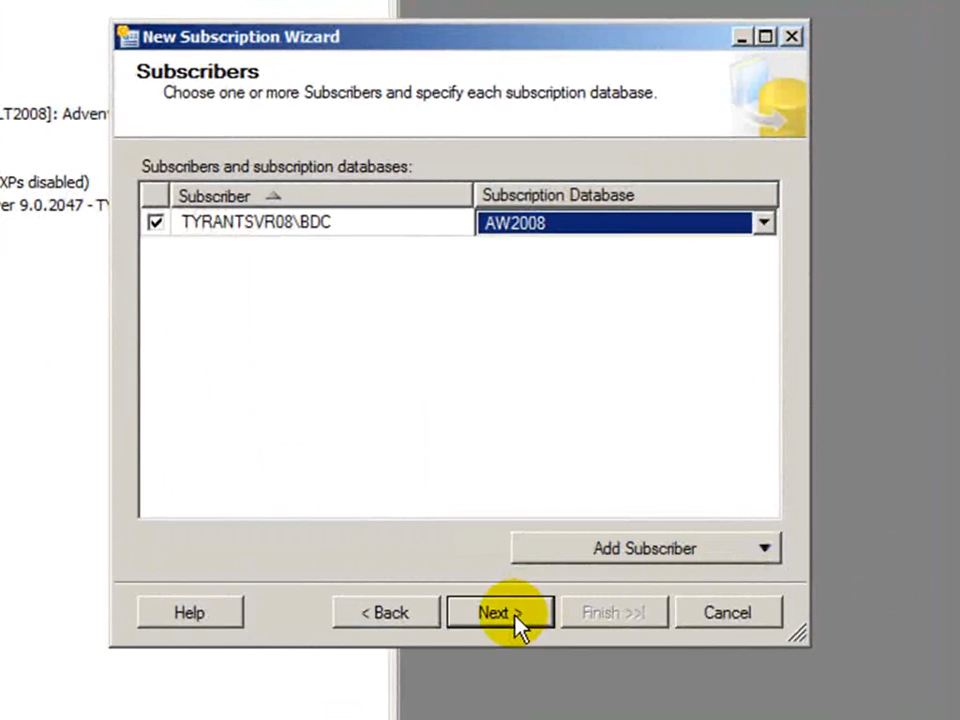 New Subscription Wizard
Subscribers
Choose one or more Subscribers and specify each subscription database.
LT2008]: Adven
Subscribers and subscription databases:
XPs disabled)
Subscriber
Subscription Database
er 9.0.2047 - TY
TYRANTSVR08\BDC
AW2008
Add Subscriber
Help
< Back
Next >
Finish >>|
Cancel